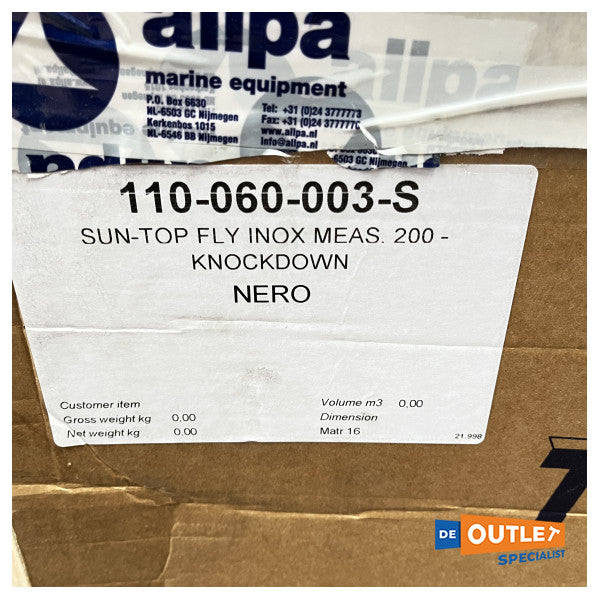 allpa
marine equipment
P.O. Box 6630
NL-6503 GC Nijmegen
Kerkenbos 1015
NL-6546 BB Nijmegen
Tel: +31 (0)24 3777773
Fax: +31 (0)24 377777
www.allpa.nl
info@allpa.nl
6503 GC Nijmegen
110-060-003-S
SUN-TOP FLY INOX MEAS. 200 -
KNOCKDOWN
NERO
Customer item
Gross weight kg 0,00
Net weight kg 0,00
Volume m3 0,00
Dimension
Matr 16
21.998
DE OUTLET
SPECIALIST